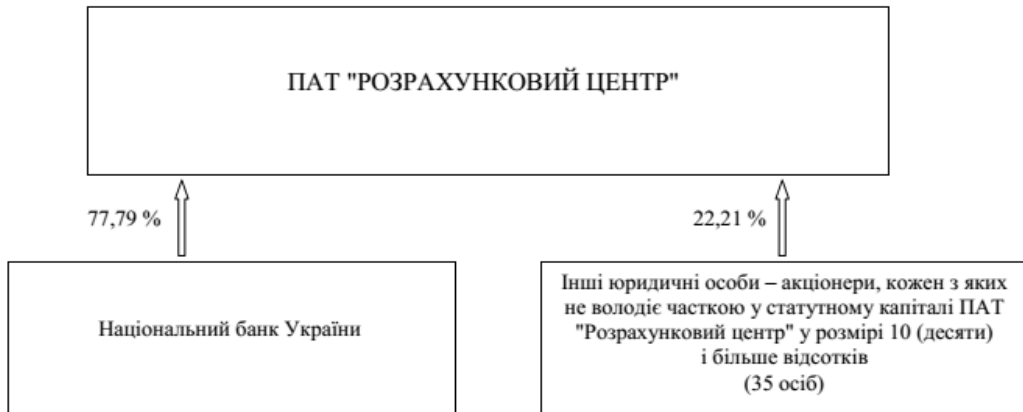 ПАТ "РОЗРАХУНКОВИЙ ЦЕНТР"
77,79 %
22,21 %
Національний банк України
Інші юридичні особи – акціонери, кожен з яких
не володіє часткою у статутному капіталі ПАТ
"Розрахунковий центр" у розмірі 10 (десяти)
і більше відсотків
(35 осіб)